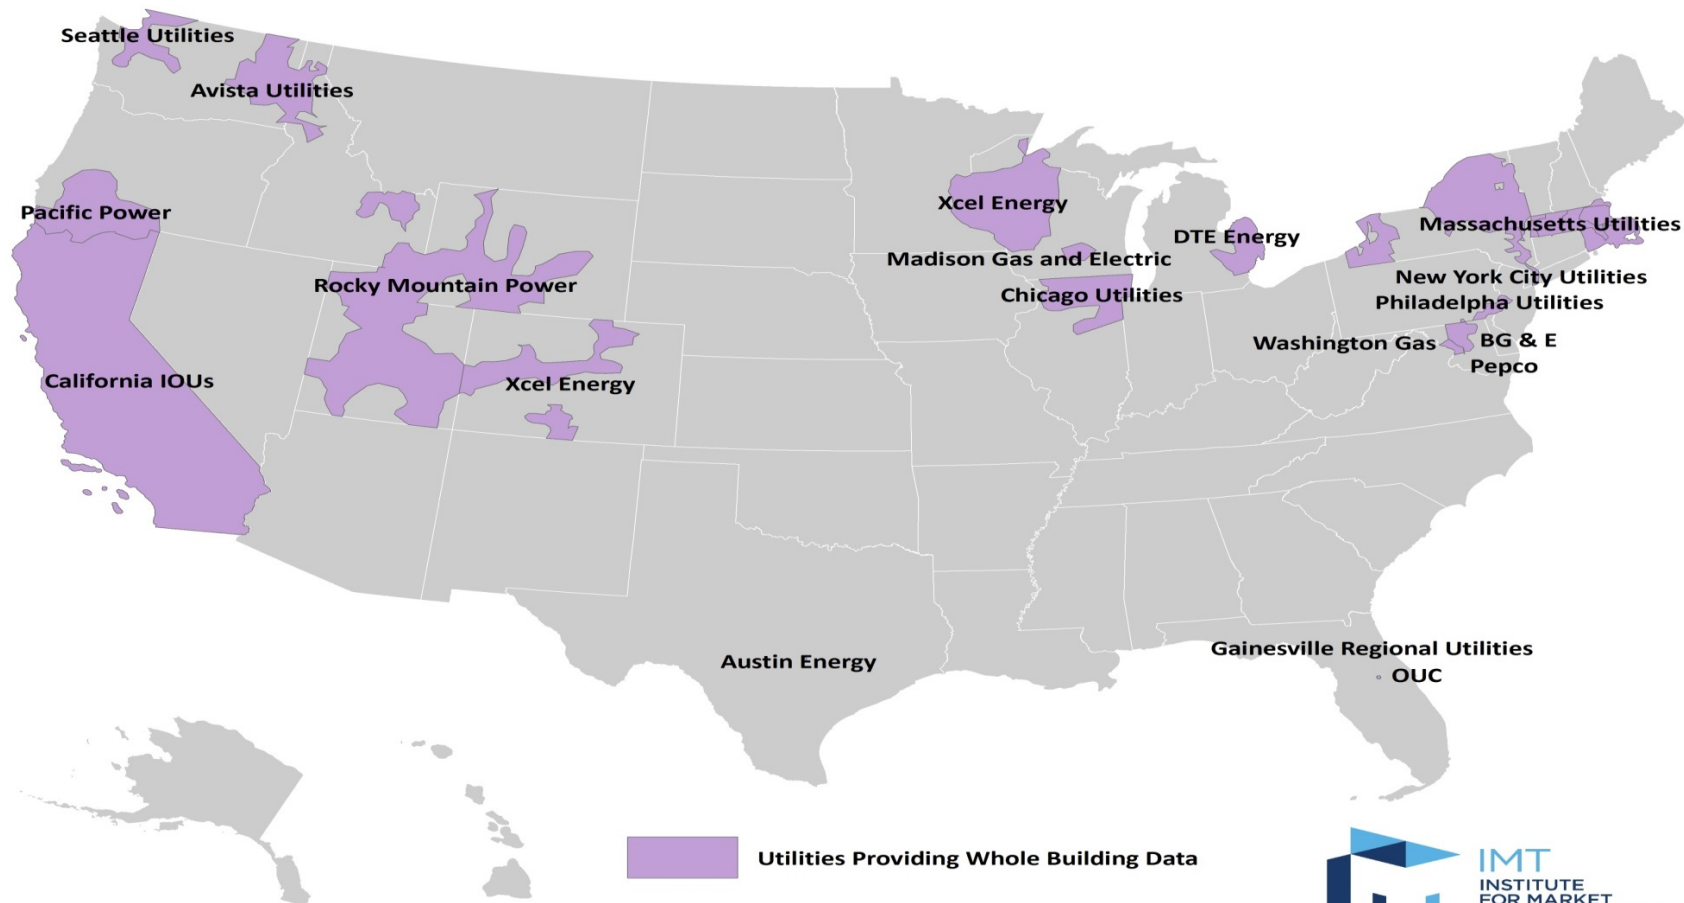 Seattle Utilities
Avista Utilities
Pacific Power
Xcel Energy
Massachusetts Utilities
DTE Energy
Madison Gas and Electric
New York City Utilities
Rocky Mountain Power
Chicago Utilities
Philadelpha Utilities
Washington Gas
BG & E
Pepco
California IOUs
Xcel Energy
Gainesville Regional Utilities
Austin Energy
OUC
Utilities Providing Whole Building Data
IMT
INSTITUTE
FOR MARKET